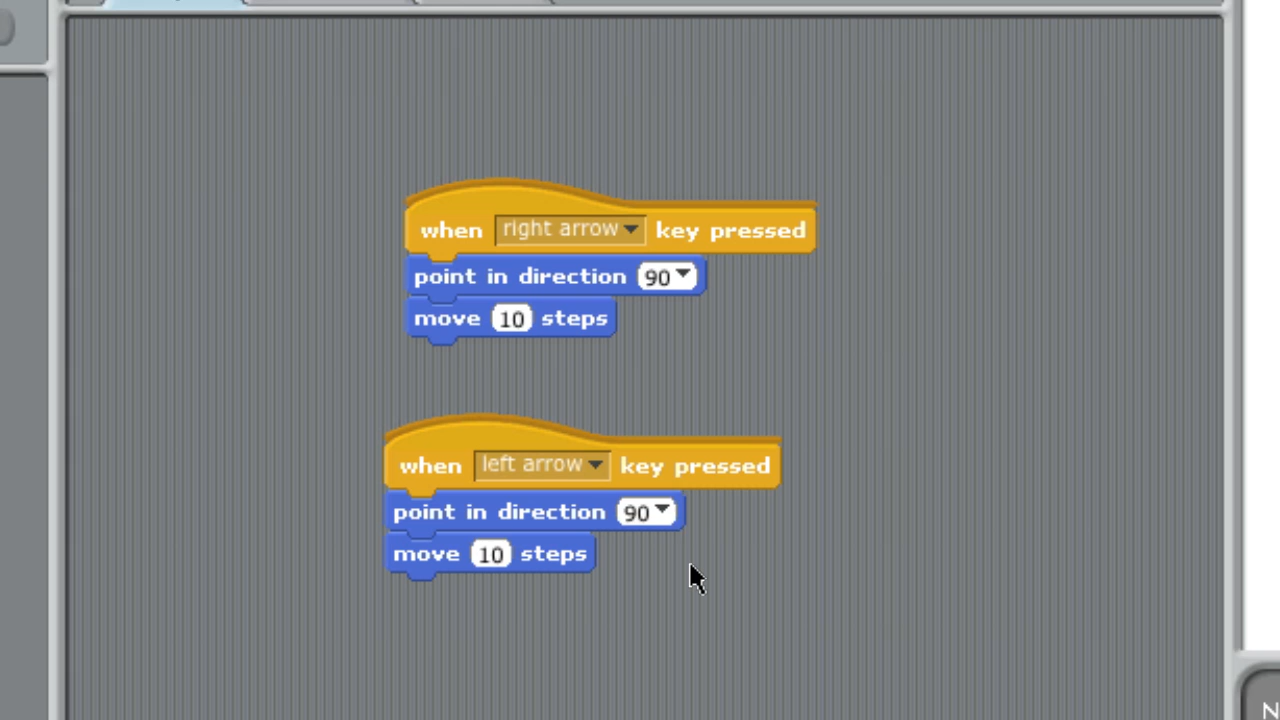 when right arrow key pressed
point in direction 90
move 10 steps
when left arrow key pressed
point in direction 90
move 10 steps
N